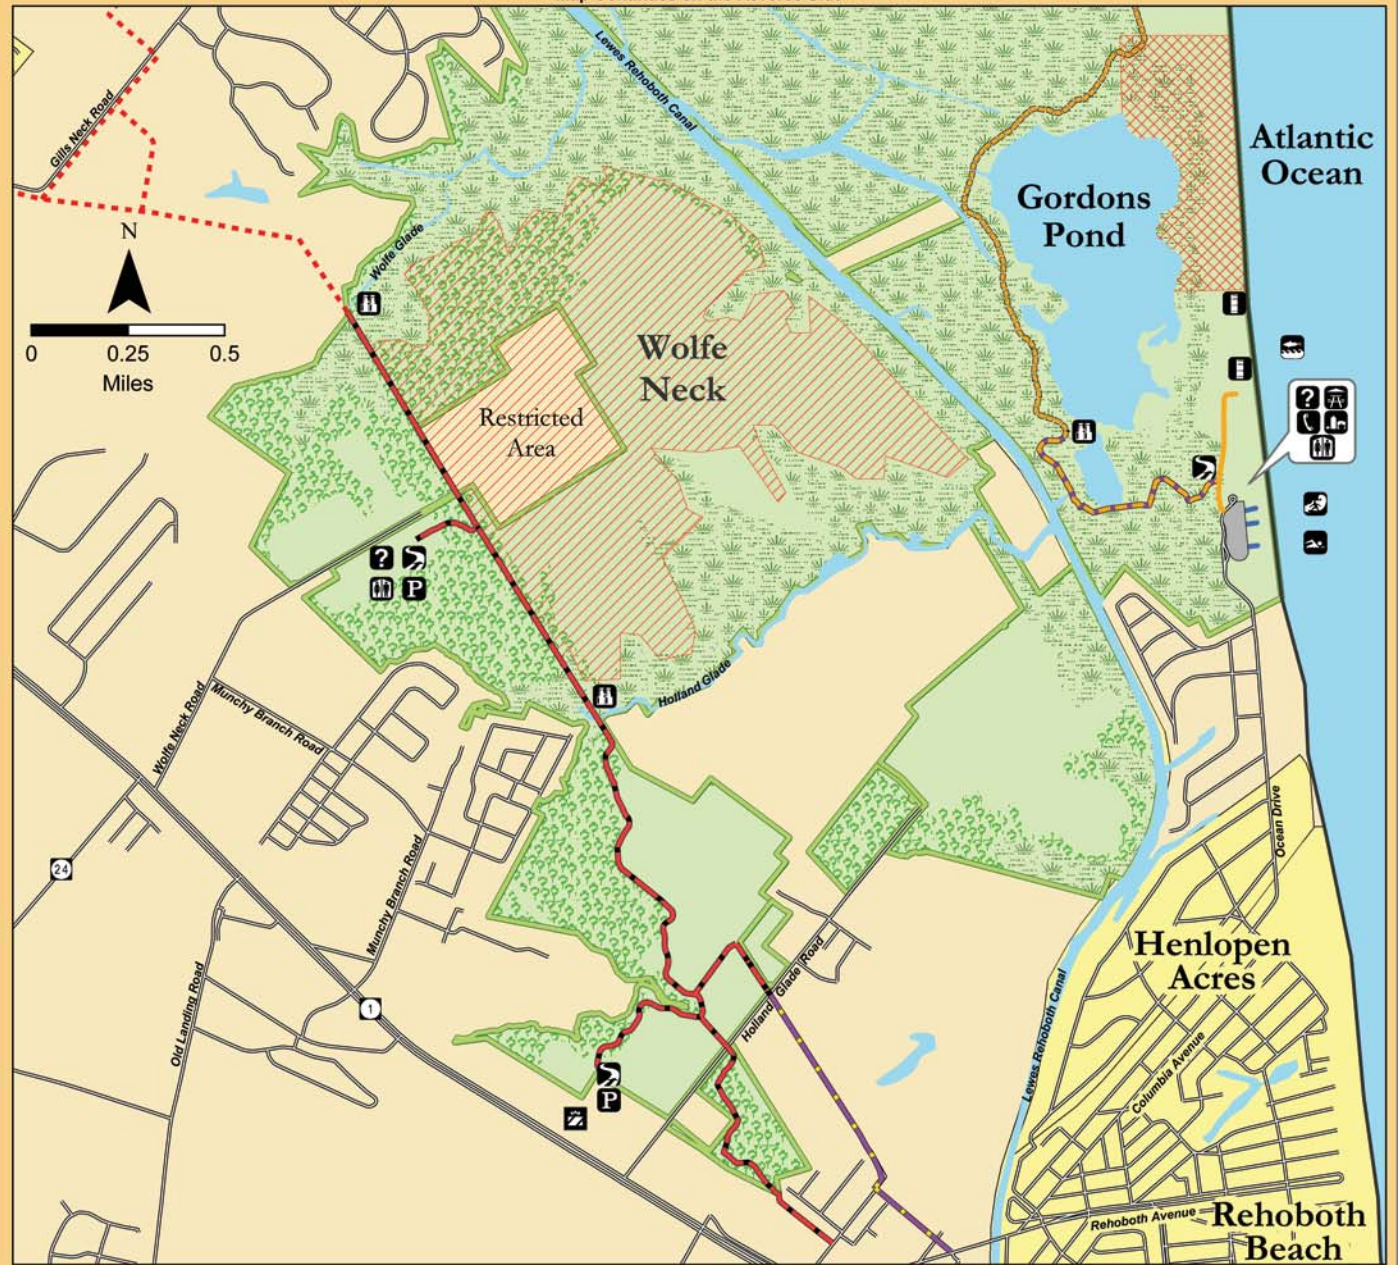 Lewes Rehoboth Canal
Gills Neck Road
Atlantic
Ocean
Gordons
Pond
N
Wolfe Glade
0 0.25 0.5
Miles
Wolfe
Neck
Restricted
Area
?
?
P
Holland Glade
Wolfe Neck Road
Munchy Branch Road
Ocean Drive
24
Munchy Branch Road
Henlopen
Acres
Holland Glade Road
Old Landing Road
1
Lewes Rehoboth Canal
Columbia Avenue
P
Rehoboth Avenue
Rehoboth
Beach